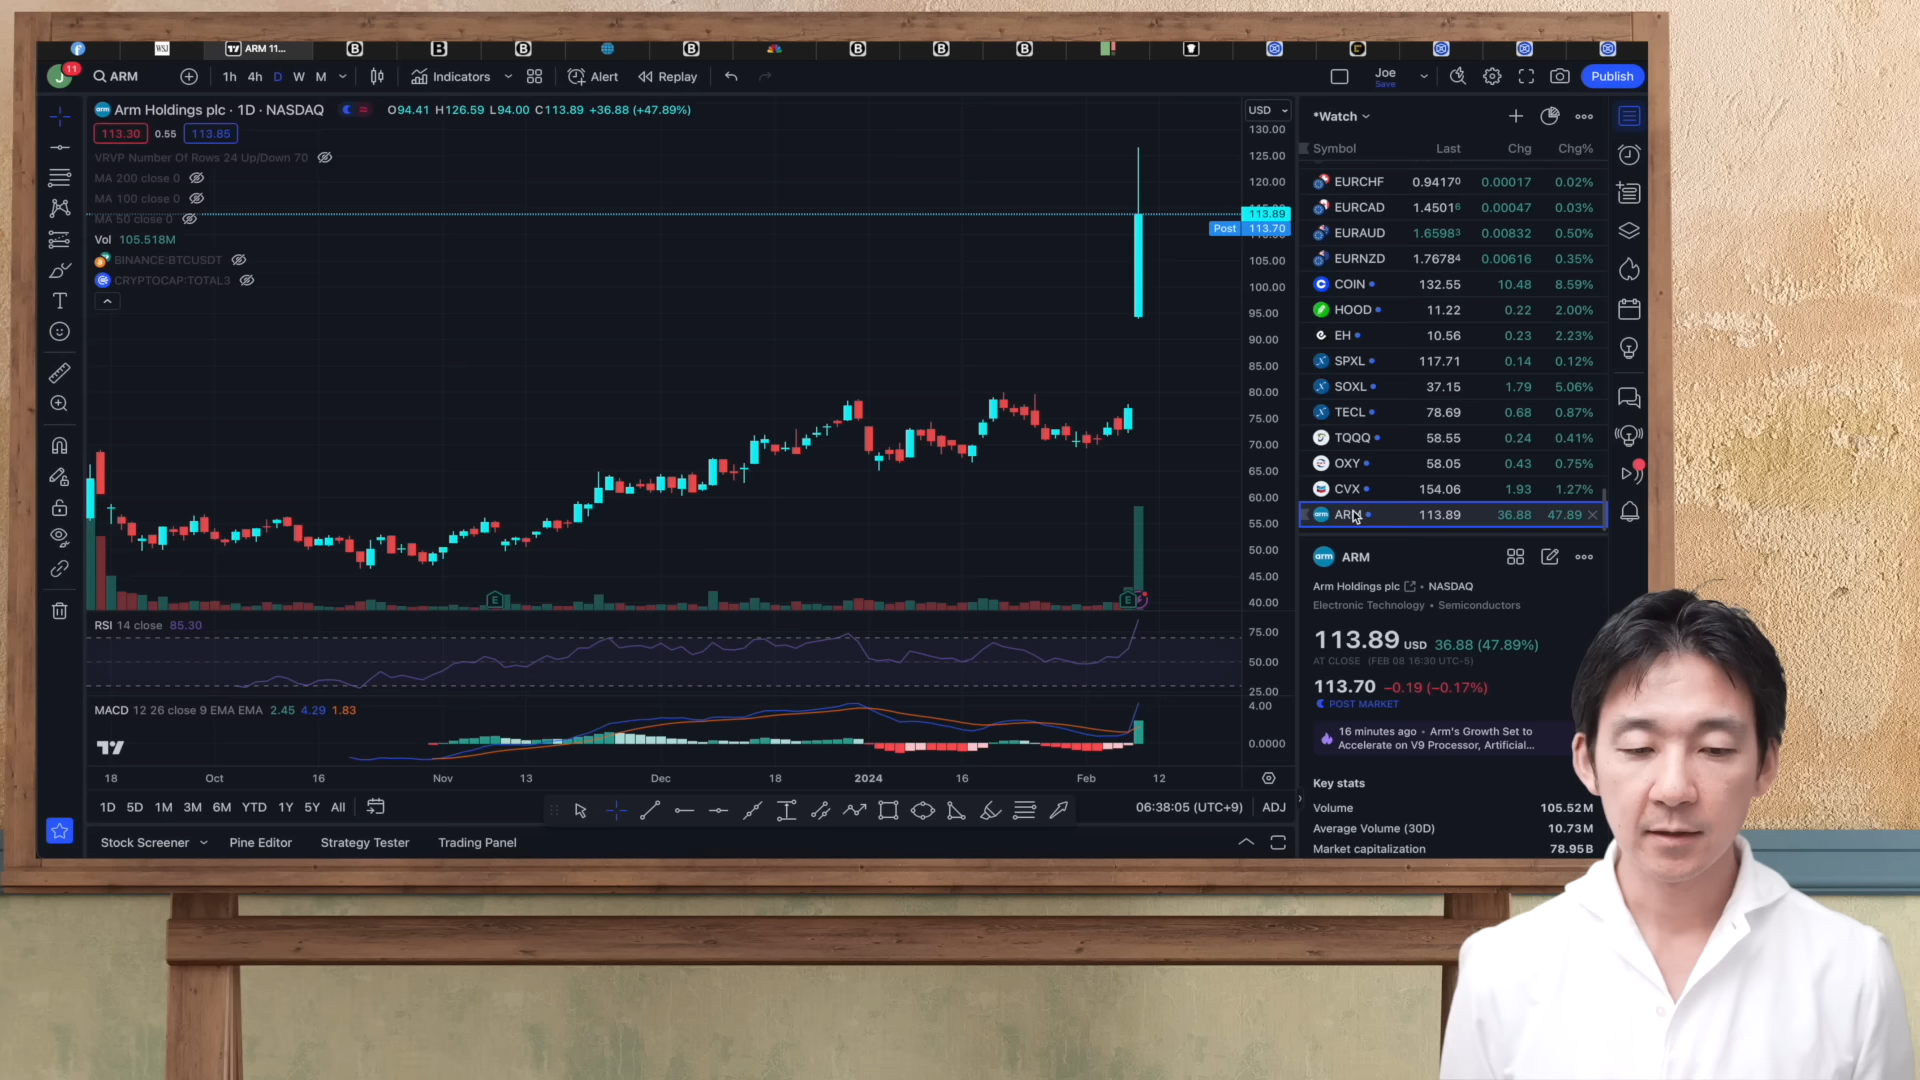 WSJ
ARM 11...
J
11
ARM
1h 4h D W M
Indicators
Alert
Replay
Joe
Save
Publish
Arm Holdings plc · 1D · NASDAQ
O94.41 H126.59 L94.00 C113.89 +36.88 (+47.89%)
113.30 0.55 113.85
VRVP Number Of Rows 24 Up/Down 70
MA 200 close 0
MA 100 close 0
MA 50 close 0
Vol 105.518M
BINANCE:BTCUSDT
CRYPTOCAP:TOTAL3
USD
130.00
125.00
120.00
113.89
Post 113.70
105.00
100.00
95.00
90.00
85.00
80.00
75.00
70.00
65.00
60.00
55.00
50.00
45.00
40.00
E
E
RSI 14 close 85.30
75.00
50.00
25.00
MACD 12 26 close 9 EMA EMA 2.45 4.29 1.83
4.00
0.0000
18 Oct 16 Nov 13 Dec 18 2024 16 Feb 12
1D 5D 1M 3M 6M YTD 1Y 5Y All
06:38:05 (UTC+9) ADJ
Stock Screener
Pine Editor
Strategy Tester
Trading Panel
*Watch
Symbol Last Chg Chg%
EURCHF 0.94170 0.00017 0.02%
EURCAD 1.45016 0.00047 0.03%
EURAUD 1.65983 0.00832 0.50%
EURNZD 1.76784 0.00616 0.35%
COIN 132.55 10.48 8.59%
HOOD 11.22 0.22 2.00%
EH 10.56 0.23 2.23%
SPXL 117.71 0.14 0.12%
SOXL 37.15 1.79 5.06%
TECL 78.69 0.68 0.87%
TQQQ 58.55 0.24 0.41%
OXY 58.05 0.43 0.75%
CVX 154.06 1.93 1.27%
arm ARM 113.89 36.88 47.89
arm ARM
Arm Holdings plc • NASDAQ
Electronic Technology • Semiconductors
113.89 USD 36.88 (47.89%)
AT CLOSE (FEB 08 16:30 UTC-5)
113.70 −0.19 (−0.17%)
POST MARKET
16 minutes ago • Arm's Growth Set to
Accelerate on V9 Processor, Artificial...
Key stats
Volume 105.52M
Average Volume (30D) 10.73M
Market capitalization 78.95B